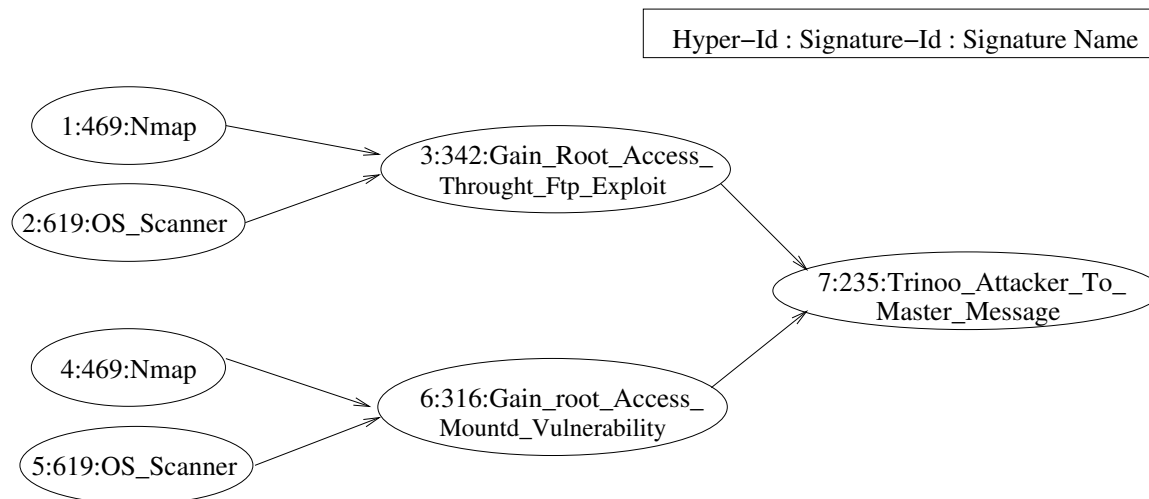 Hyper−Id : Signature−Id : Signature Name
1:469:Nmap
2:619:OS_Scanner
3:342:Gain_Root_Access_
Throught_Ftp_Exploit
7:235:Trinoo_Attacker_To_
Master_Message
4:469:Nmap
5:619:OS_Scanner
6:316:Gain_root_Access_
Mountd_Vulnerability